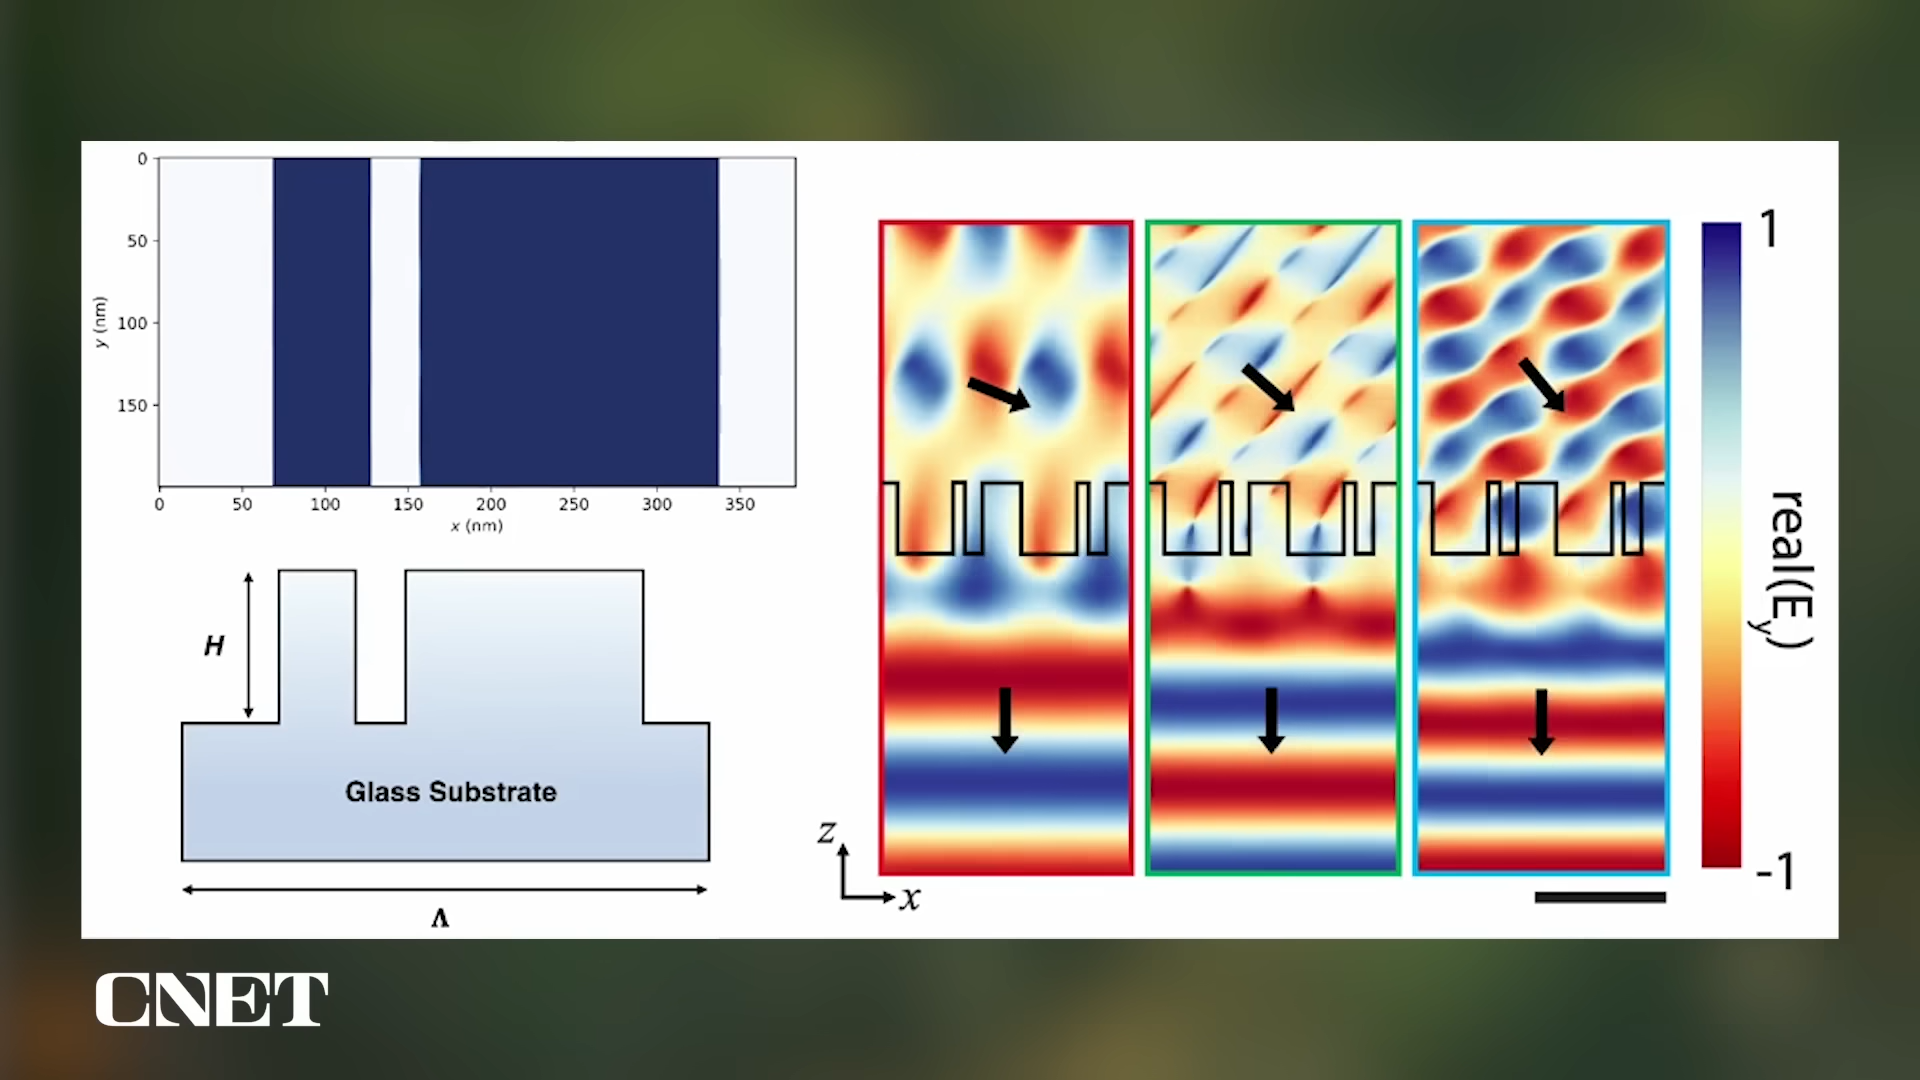 0
50
100
150
y (nm)
0
50
100
150
200
250
300
350
x (nm)
H
Glass Substrate
Λ
z
x
1
real(Ey)
-1
CNET